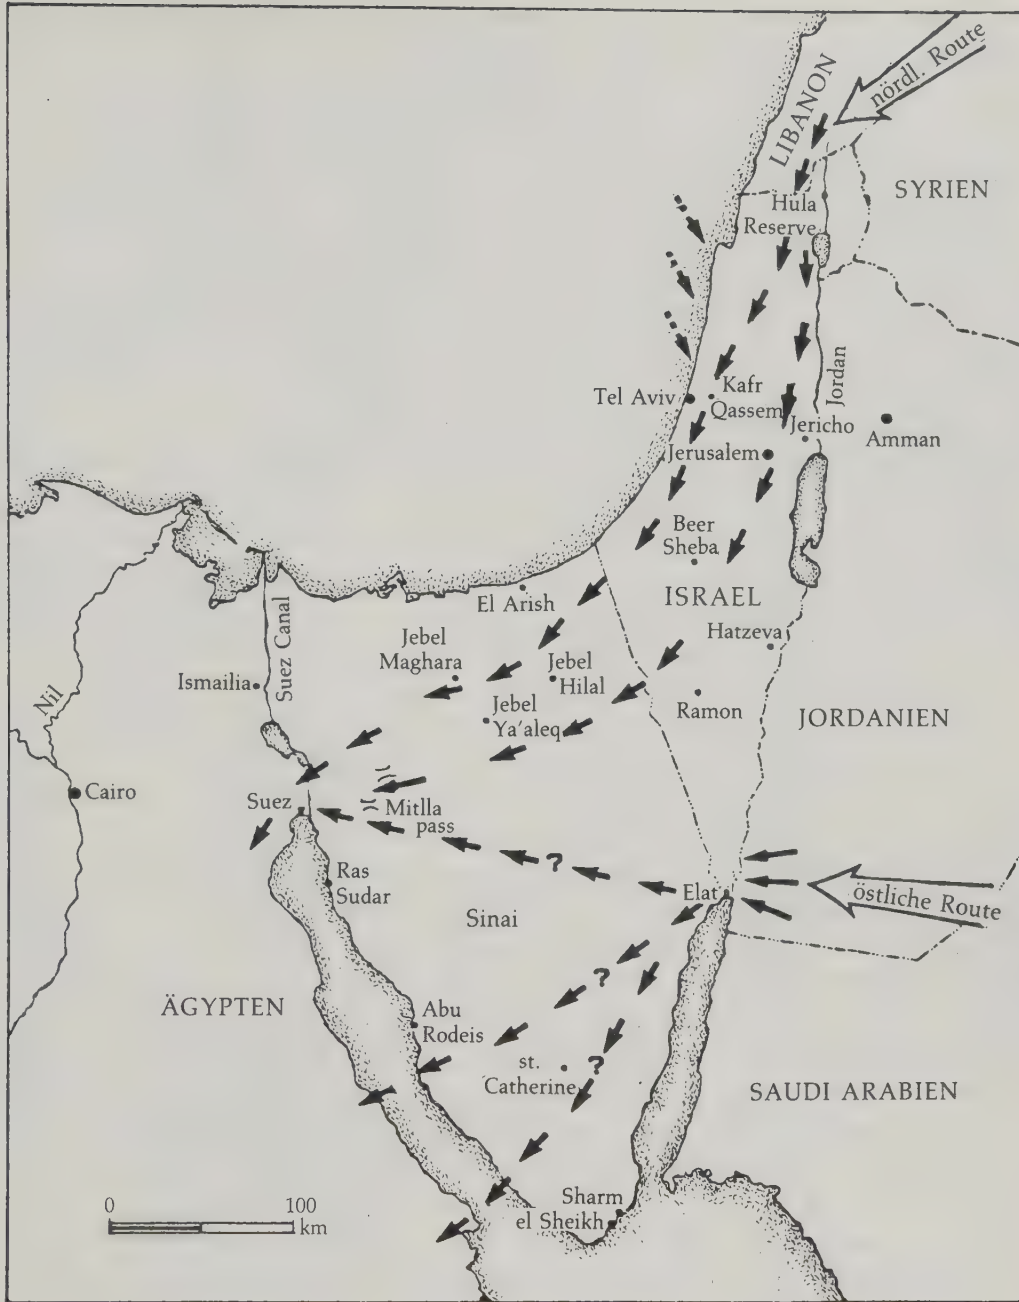 nördl. Route
LIBANON
SYRIEN
Hula
Reserve
Jordan
Tel Aviv
Kafr
Qassem
Jericho
Amman
Jerusalem
Beer
Sheba
El Arish
ISRAEL
Hatzeva
Jebel
Maghara
Jebel
Hilal
Suez Canal
Ismailia
Nil
Jebel
Ya'aleq
Ramon
JORDANIEN
Cairo
Suez
Mitlla
pass
?
Elat
östliche Route
Ras
Sudar
Sinai
?
ÄGYPTEN
Abu
Rodeis
st.
Catherine
?
SAUDI ARABIEN
0 100
km
Sharm
el Sheikh